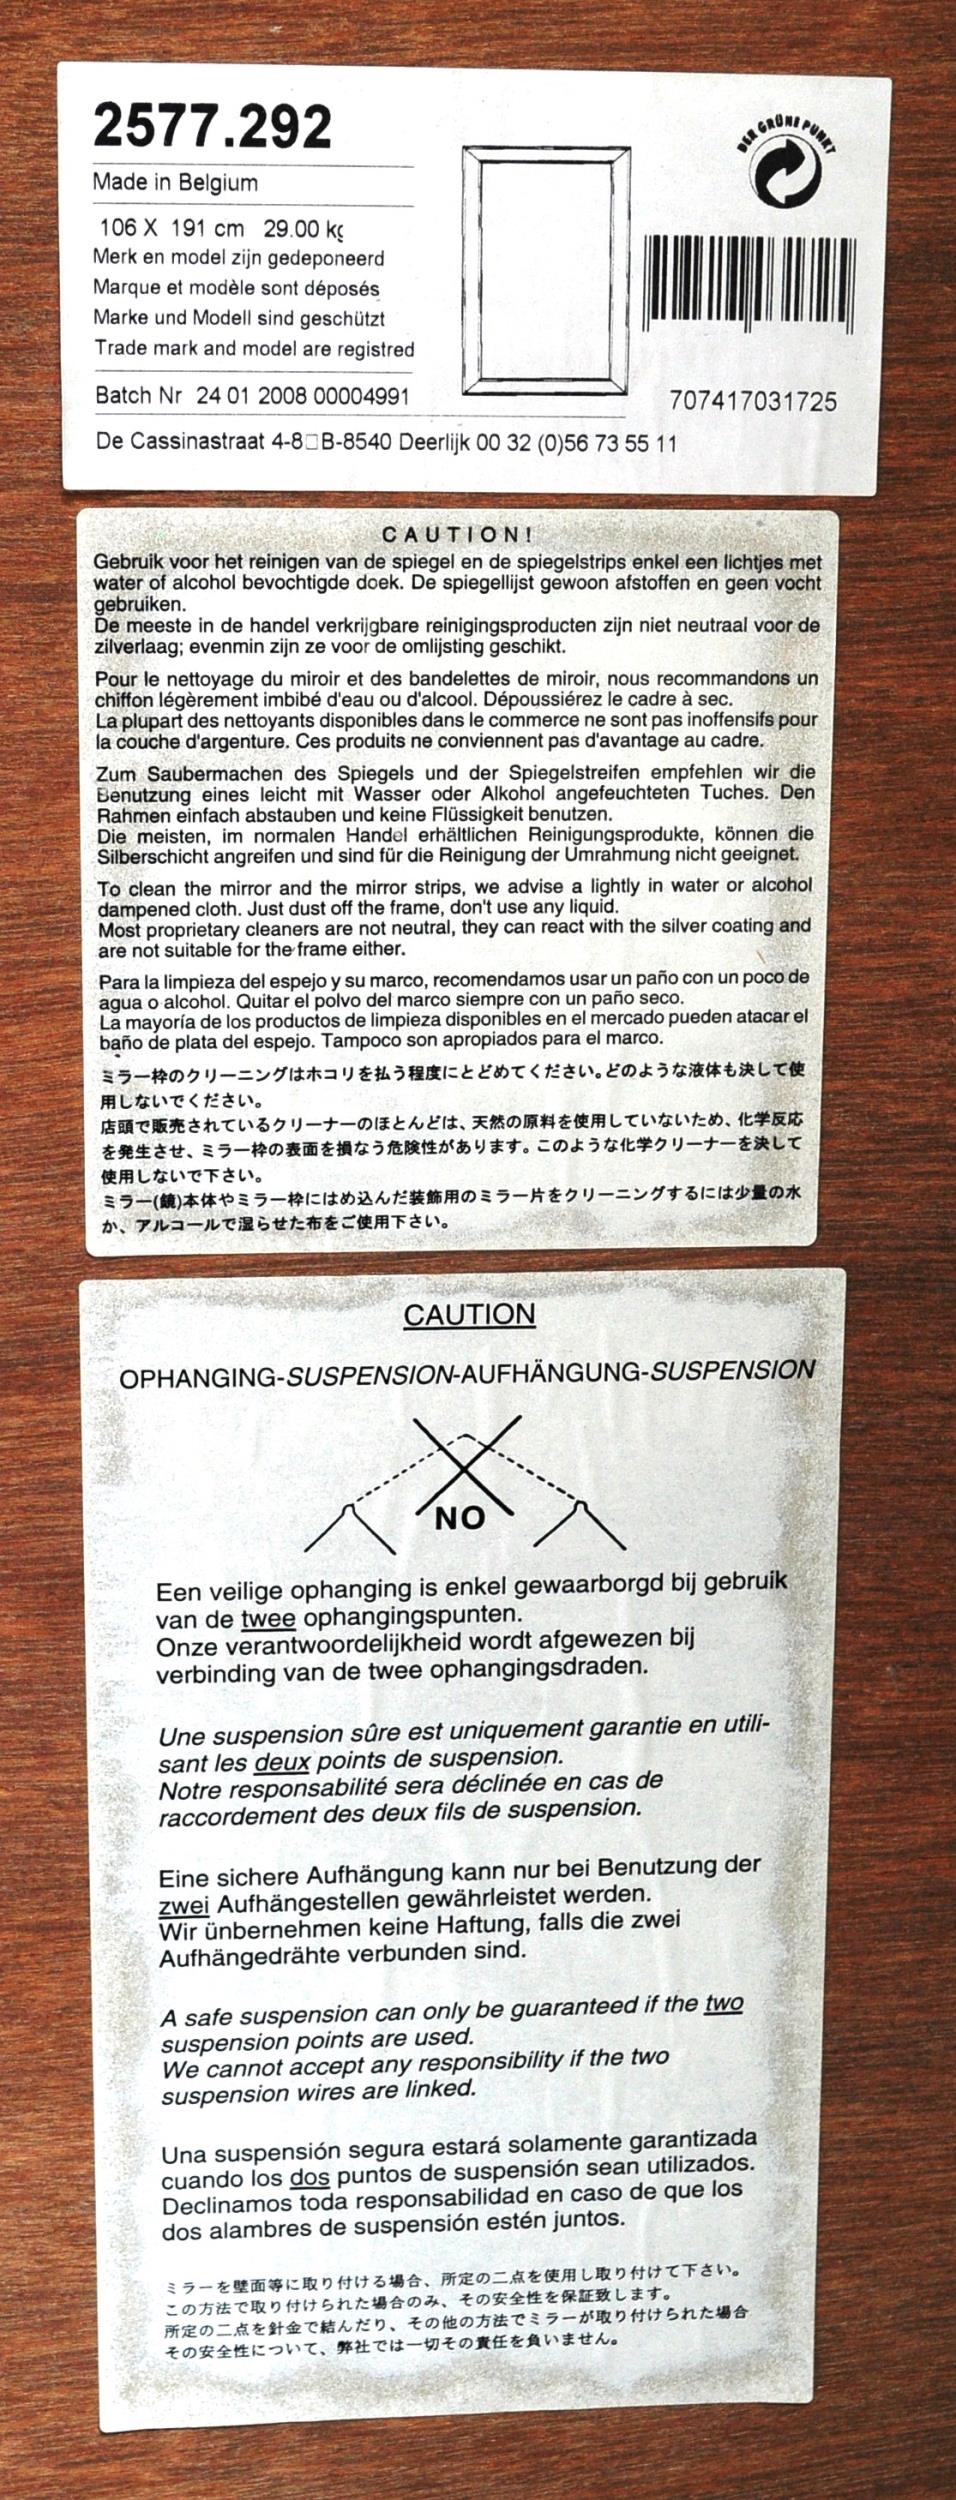 2577.292
Made in Belgium
106 X 191 cm 29.00 kg
Merk en model zijn gedeponeerd
Marque et modèle sont déposés
Marke und Modell sind geschützt
Trade mark and model are registred
Batch Nr 24 01 2008 00004991
De Cassinastraat 4-8□B-8540 Deerlijk 00 32 (0)56 73 55 11
DER GRÜNE PUNKT
707417031725
CAUTION!
Gebruik voor het reinigen van de spiegel en de spiegelstrips enkel een lichtjes met
water of alcohol bevochtigde doek. De spiegellijst gewoon afstoffen en geen vocht
gebruiken.
De meeste in de handel verkrijgbare reinigingsproducten zijn niet neutraal voor de
zilverlaag; evenmin zijn ze voor de omlijsting geschikt.
Pour le nettoyage du miroir et des bandelettes de miroir, nous recommandons un
chiffon légèrement imbibé d'eau ou d'alcool. Dépoussiérez le cadre à sec.
La plupart des nettoyants disponibles dans le commerce ne sont pas inoffensifs pour
la couche d'argenture. Ces produits ne conviennent pas d'avantage au cadre.
Zum Saubermachen des Spiegels und der Spiegelstreifen empfehlen wir die
Benutzung eines leicht mit Wasser oder Alkohol angefeuchteten Tuches. Den
Rahmen einfach abstauben und keine Flüssigkeit benutzen.
Die meisten, im normalen Handel erhältlichen Reinigungsprodukte, können die
Silberschicht angreifen und sind für die Reinigung der Umrahmung nicht geeignet.
To clean the mirror and the mirror strips, we advise a lightly in water or alcohol
dampened cloth. Just dust off the frame, don't use any liquid.
Most proprietary cleaners are not neutral, they can react with the silver coating and
are not suitable for the frame either.
Para la limpieza del espejo y su marco, recomendamos usar un paño con un poco de
agua o alcohol. Quitar el polvo del marco siempre con un paño seco.
La mayoría de los productos de limpieza disponibles en el mercado pueden atacar el
baño de plata del espejo. Tampoco son apropiados para el marco.
ミラー枠のクリーニングはホコリを払う程度にとどめてください。どのような液体も決して使
用しないでください。
店頭で販売されているクリーナーのほとんどは、天然の原料を使用していないため、化学反応
を発生させ、ミラー枠の表面を損なう危険性があります。このような化学クリーナーを決して
使用しないで下さい。
ミラー(鏡)本体やミラー枠にはめ込んだ装飾用のミラー片をクリーニングするには少量の水
か、アルコールで湿らせた布をご使用下さい。
CAUTION
OPHANGING-SUSPENSION-AUFHÄNGUNG-SUSPENSION
NO
Een veilige ophanging is enkel gewaarborgd bij gebruik
van de twee ophangingspunten.
Onze verantwoordelijkheid wordt afgewezen bij
verbinding van de twee ophangingsdraden.
Une suspension sûre est uniquement garantie en utili-
sant les deux points de suspension.
Notre responsabilité sera déclinée en cas de
raccordement des deux fils de suspension.
Eine sichere Aufhängung kann nur bei Benutzung der
zwei Aufhängestellen gewährleistet werden.
Wir ünbernehmen keine Haftung, falls die zwei
Aufhängedrähte verbunden sind.
A safe suspension can only be guaranteed if the two
suspension points are used.
We cannot accept any responsibility if the two
suspension wires are linked.
Una suspensión segura estará solamente garantizada
cuando los dos puntos de suspensión sean utilizados.
Declinamos toda responsabilidad en caso de que los
dos alambres de suspensión estén juntos.
ミラーを壁面等に取り付ける場合、所定の二点を使用し取り付けて下さい。
この方法で取り付けられた場合のみ、その安全性を保証致します。
所定の二点を針金で結んだり、その他の方法でミラーが取り付けられた場合
その安全性について、弊社では一切その責任を負いません。